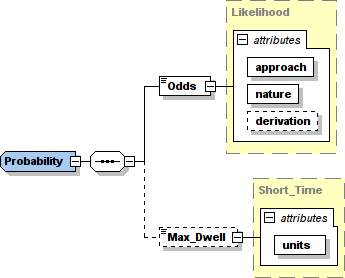 Likelihood
attributes
approach
Odds
nature
derivation
Probability
Short_Time
attributes
Max_Dwell
units